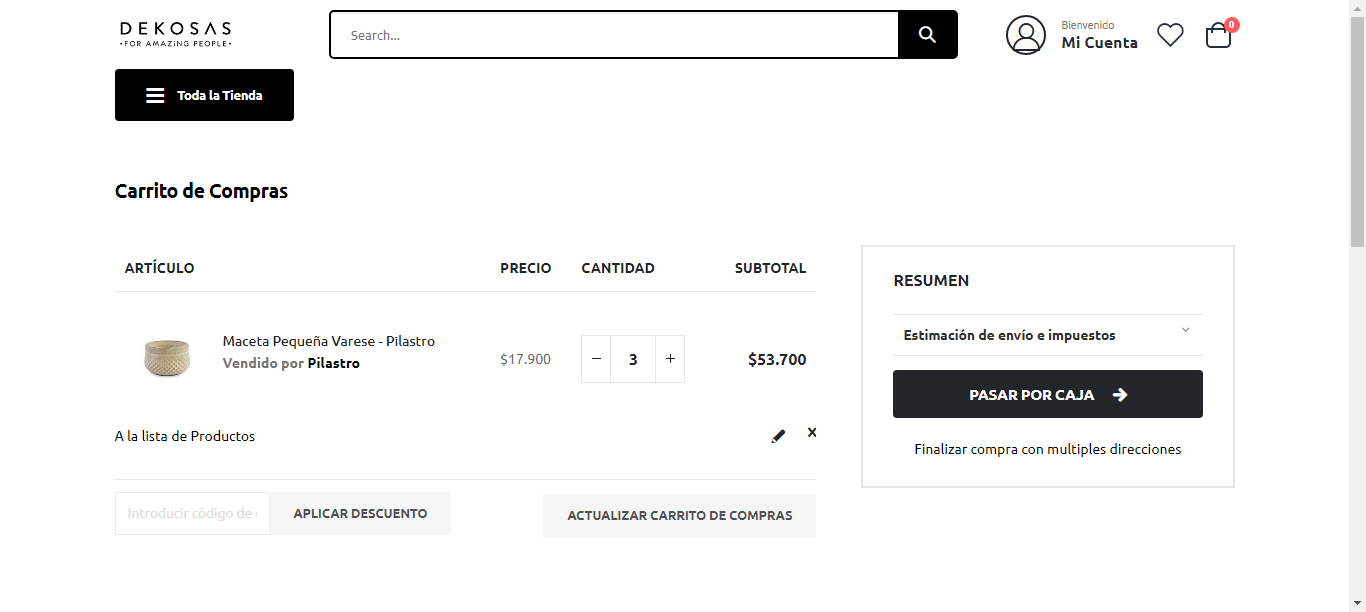 DEKOSAS
•FOR AMAZING PEOPLE•
Search...
Bienvenido
Mi Cuenta
0
Toda la Tienda
Carrito de Compras
ARTÍCULO PRECIO CANTIDAD SUBTOTAL
Maceta Pequeña Varese - Pilastro
Vendido por Pilastro
$17.900 − 3 + $53.700
A la lista de Productos
Introducir código de
APLICAR DESCUENTO
ACTUALIZAR CARRITO DE COMPRAS
RESUMEN
Estimación de envío e impuestos
PASAR POR CAJA
Finalizar compra con multiples direcciones